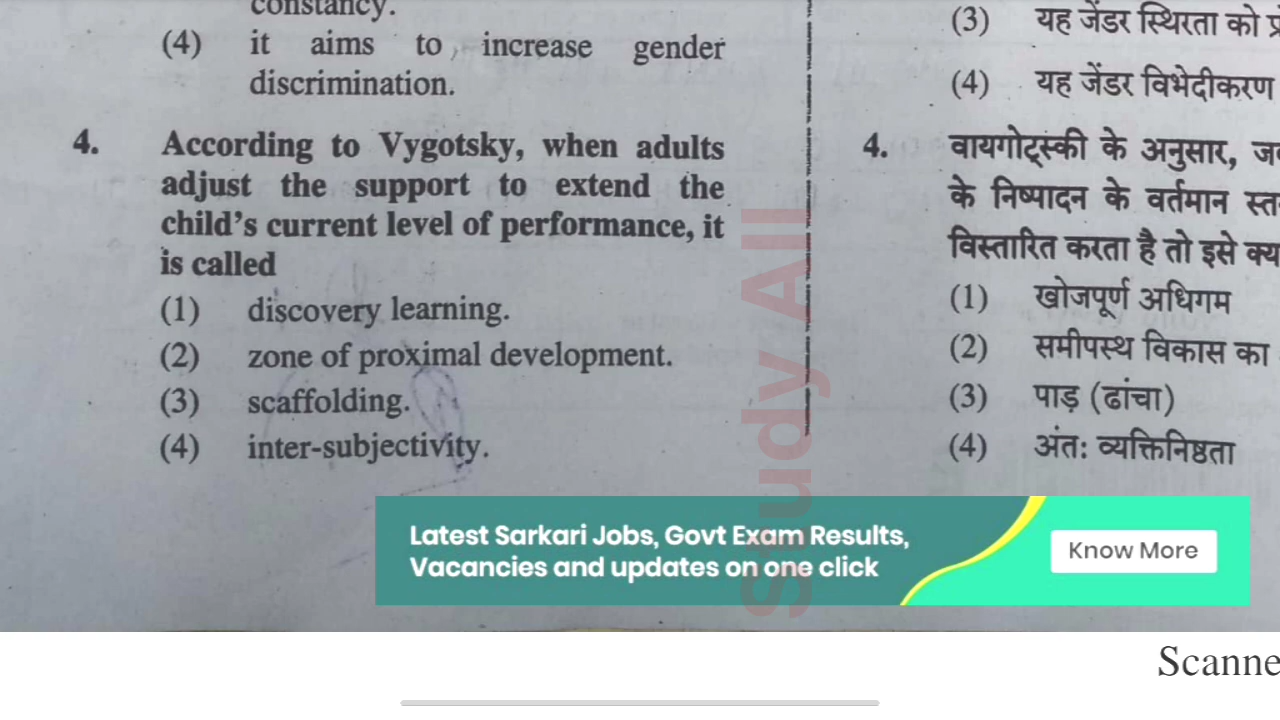 constancy.
(4) it aims to increase gender
discrimination.
4. According to Vygotsky, when adults
adjust the support to extend the
child's current level of performance, it
is called
(1) discovery learning.
(2) zone of proximal development.
(3) scaffolding.
(4) inter-subjectivity.
(3) यह जेंडर स्थिरता को
(4) यह जेंडर विभेदीकरण
4. वायगोट्स्की के अनुसार,
के निष्पादन के वर्तमान
विस्तारित करता है तो इसे
(1) खोजपूर्ण अधिगम
(2) समीपस्थ विकास का
(3) पाड़ (ढांचा)
(4) अंत: व्यक्तिनिष्ठता
Study All
Latest Sarkari Jobs, Govt Exam Results,
Vacancies and updates on one click
Know More
Scanne